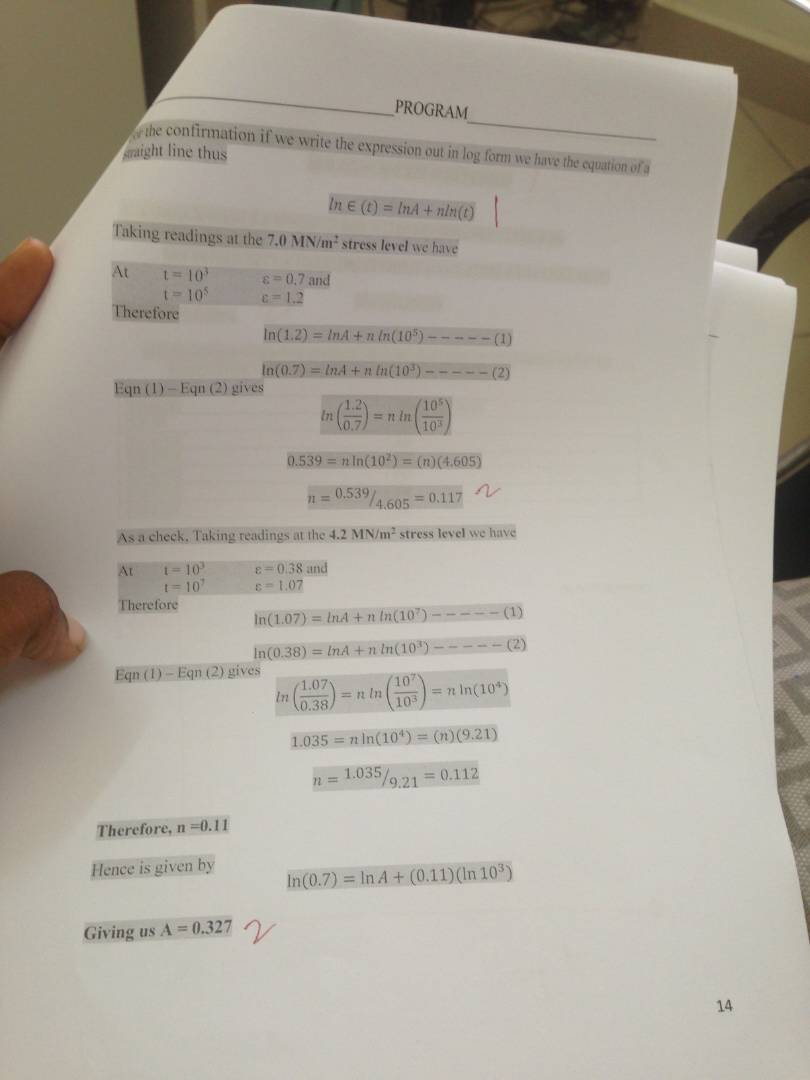 PROGRAM
the confirmation if we write the expression out in log form we have the equation of a
straight line thus
ln ∈ (t) = lnA + nln(t) |
Taking readings at the 7.0 MN/m² stress level we have
At t = 10³ ε = 0.7 and
t = 10⁵ ε = 1.2
Therefore
ln(1.2) = lnA + n ln(10⁵) − − − − − (1)
ln(0.7) = lnA + n ln(10³) − − − − − (2)
Eqn (1) – Eqn (2) gives
ln(1.2/0.7) = n ln(10⁵/10³)
0.539 = n ln(10²) = (n)(4.605)
n = 0.539/4.605 = 0.117 2
As a check, Taking readings at the 4.2 MN/m² stress level we have
At t = 10³ ε = 0.38 and
t = 10⁷ ε = 1.07
Therefore
ln(1.07) = lnA + n ln(10⁷) − − − − − (1)
ln(0.38) = lnA + n ln(10³) − − − − − (2)
Eqn (1) – Eqn (2) gives
ln(1.07/0.38) = n ln(10⁷/10³) = n ln(10⁴)
1.035 = n ln(10⁴) = (n)(9.21)
n = 1.035/9.21 = 0.112
Therefore, n =0.11
Hence is given by
ln(0.7) = ln A + (0.11)(ln 10³)
Giving us A = 0.327 2
14